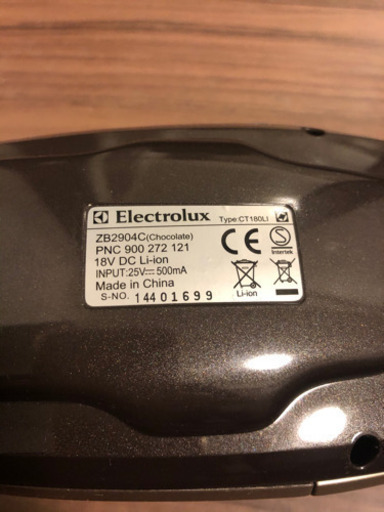 Electrolux Type:CT180LI
ZB2904C(Chocolate)
PNC 900 272 121
18V DC Li-ion
INPUT:25V⎓500mA
Made in China
S-NO. 14401699
CE
S
Intertek
Li-ion